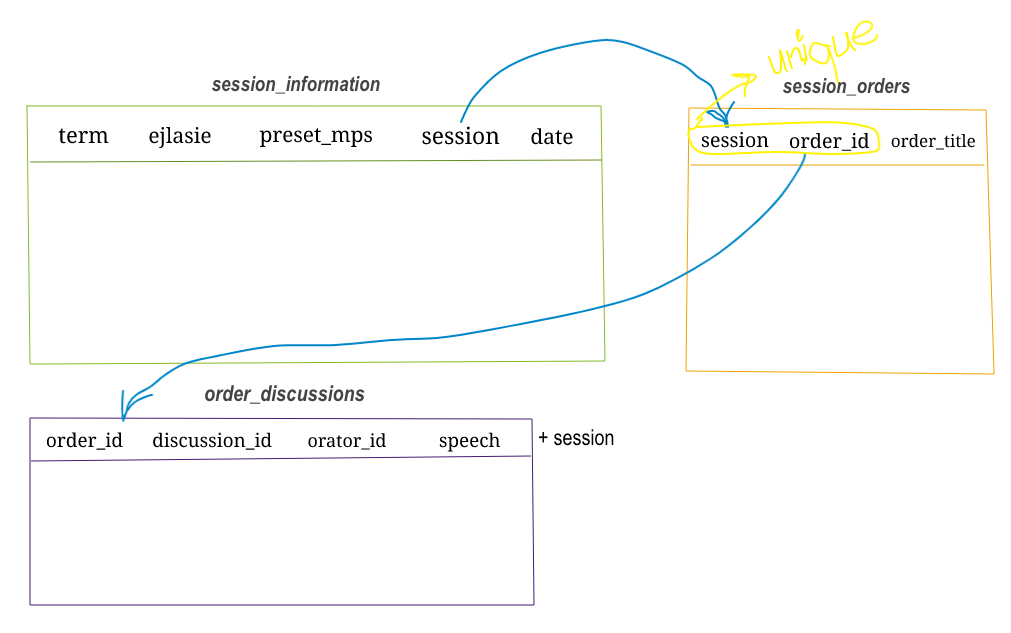 unique
session_information
session_orders
term ejlasie preset_mps session date
session order_id order_title
order_discussions
order_id discussion_id orator_id speech + session